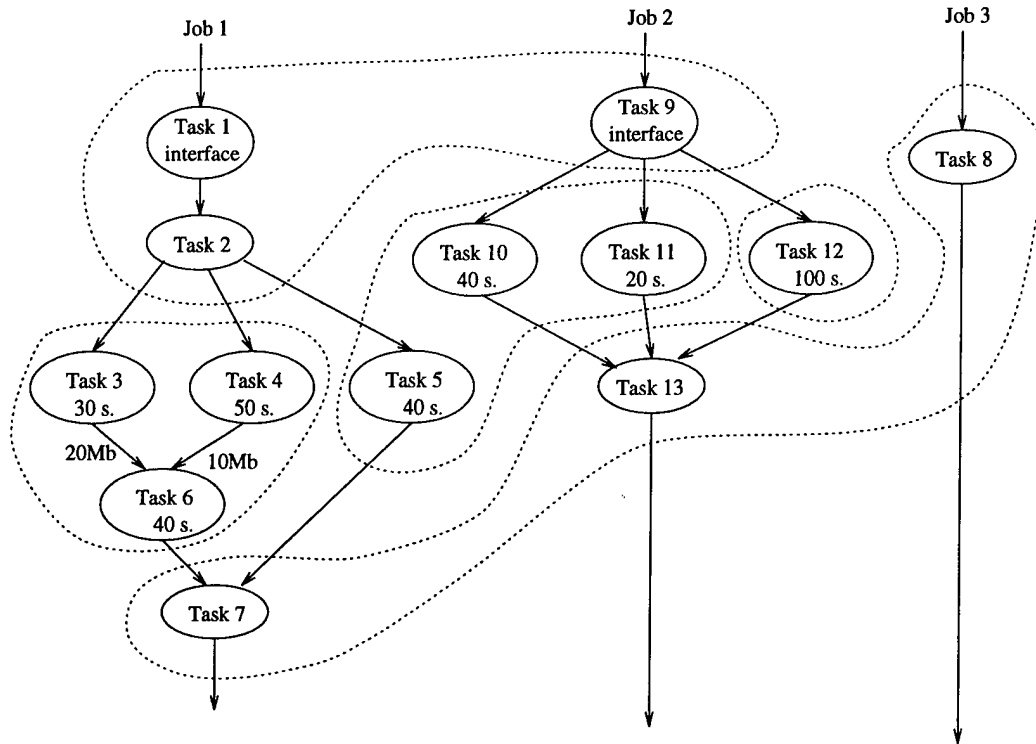 Job 1
Job 2
Job 3
Task 1
interface
Task 9
interface
Task 8
Task 2
Task 10
40 s.
Task 11
20 s.
Task 12
100 s.
Task 3
30 s.
Task 4
50 s.
Task 5
40 s.
Task 13
20Mb
10Mb
Task 6
40 s.
Task 7